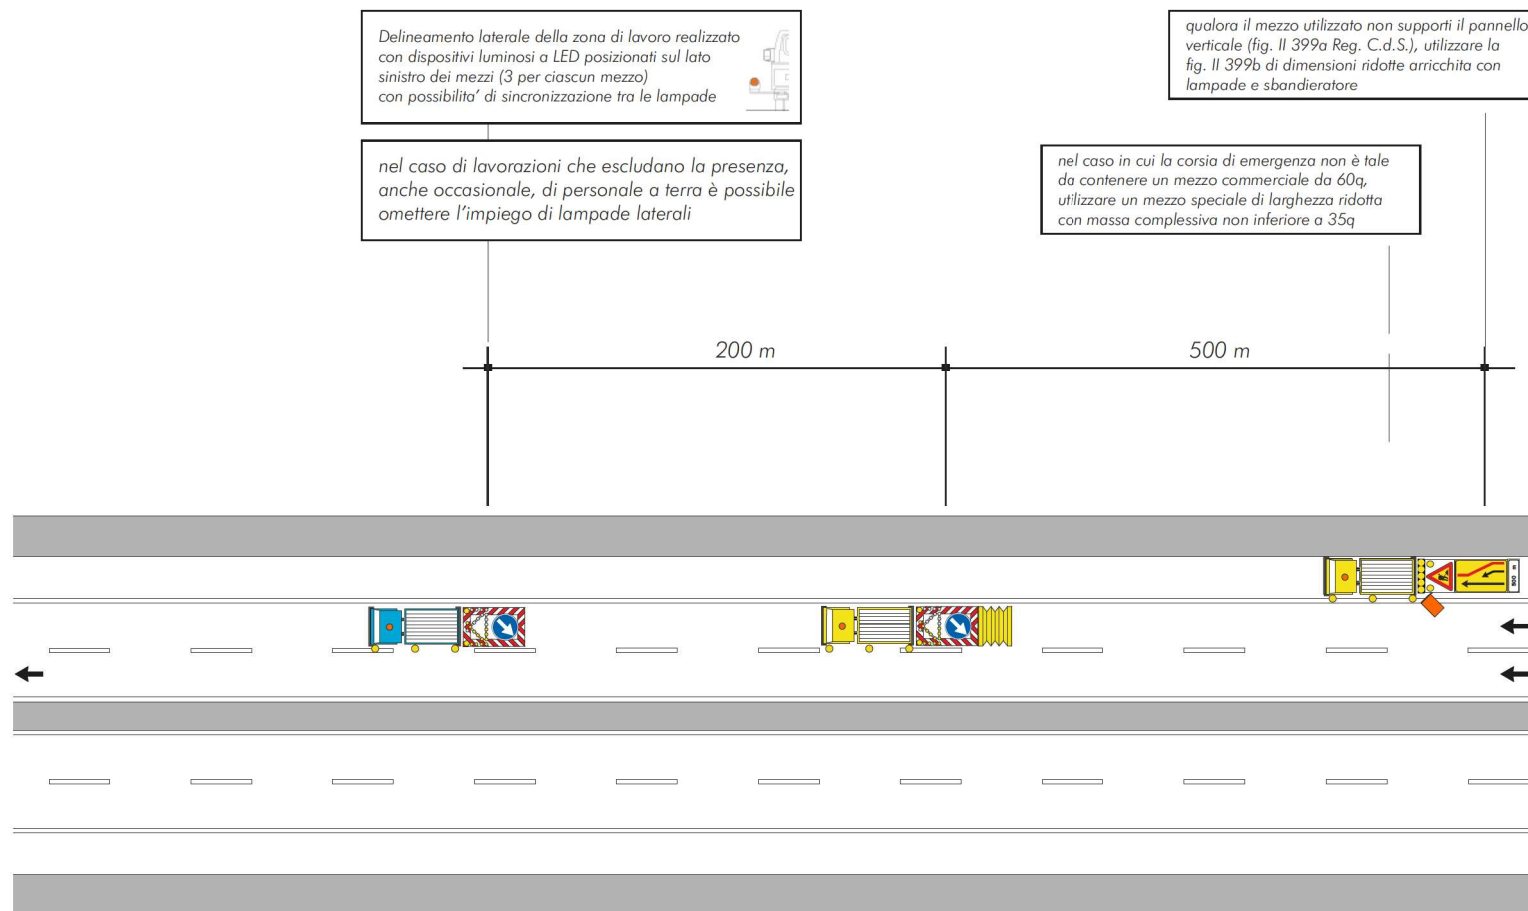 Delineamento laterale della zona di lavoro realizzato
con dispositivi luminosi a LED posizionati sul lato
sinistro dei mezzi (3 per ciascun mezzo)
con possibilita' di sincronizzazione tra le lampade
nel caso di lavorazioni che escludano la presenza,
anche occasionale, di personale a terra è possibile
omettere l'impiego di lampade laterali
qualora il mezzo utilizzato non supporti il pannello
verticale (fig. II 399a Reg. C.d.S.), utilizzare la
fig. II 399b di dimensioni ridotte arricchita con
lampade e sbandieratore
nel caso in cui la corsia di emergenza non è tale
da contenere un mezzo commerciale da 60q,
utilizzare un mezzo speciale di larghezza ridotta
con massa complessiva non inferiore a 35q
200 m
500 m
500 m